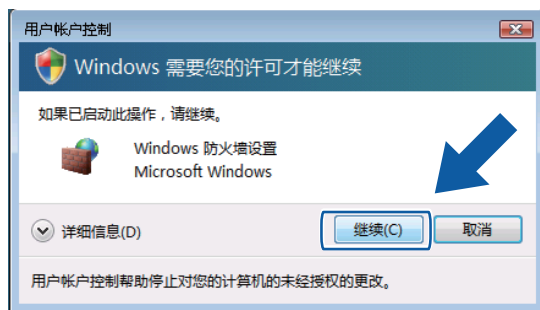 用户帐户控制
Windows 需要您的许可才能继续
如果已启动此操作，请继续。
Windows 防火墙设置
Microsoft Windows
详细信息(D)
继续(C)
取消
用户帐户控制帮助停止对您的计算机的未经授权的更改。